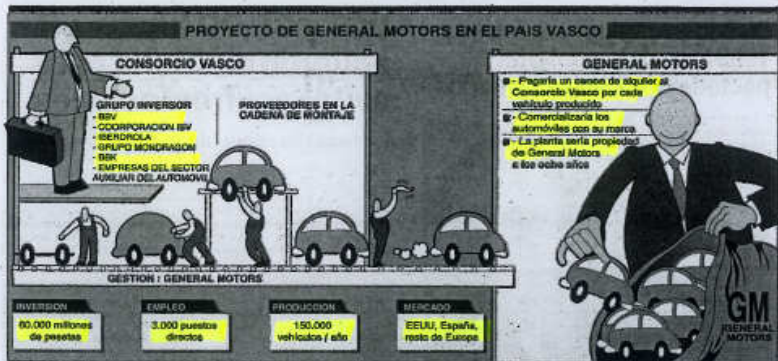 PROYECTO DE GENERAL MOTORS EN EL PAIS VASCO
CONSORCIO VASCO
GRUPO INVERSOR
- BBV
- COORPORACION IBV
- IBERDROLA
- GRUPO MONDRAGON
- BBK
- EMPRESAS DEL SECTOR
AUXILIAR DEL AUTOMOVIL
PROVEEDORES EN LA
CADENA DE MONTAJE
GESTION : GENERAL MOTORS
GENERAL MOTORS
- Pagaría un canon de alquiler al
Consorcio Vasco por cada
vehículo producido
- Comercializaría los
automóviles con su marca
- La planta sería propiedad
de General Motors
a los ocho años
GM
GENERAL
MOTORS
INVERSION
60.000 millones
de pesetas
EMPLEO
3.000 puestos
directos
PRODUCCION
150.000
vehículos / año
MERCADO
EEUU, España,
resto de Europa